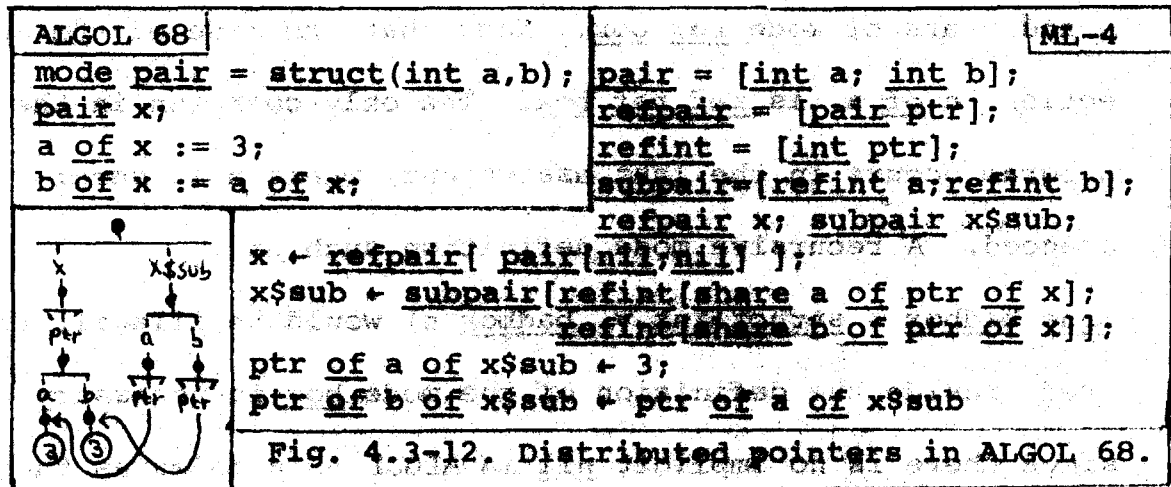 ALGOL 68
mode pair = struct(int a,b);
pair x;
a of x := 3;
b of x := a of x;
ML-4
pair = [int a; int b];
refpair = [pair ptr];
refint = [int ptr];
subpair=[refint a;refint b];
refpair x; subpair x$sub;
x ← refpair[ pair[nil;nil] ];
x$sub ← subpair[refint[share a of ptr of x];
refint[share b of ptr of x]];
ptr of a of x$sub ← 3;
ptr of b of x$sub ← ptr of a of x$sub
x x$sub
ptr a b
a b ptr ptr
3 3
Fig. 4.3-12. Distributed pointers in ALGOL 68.